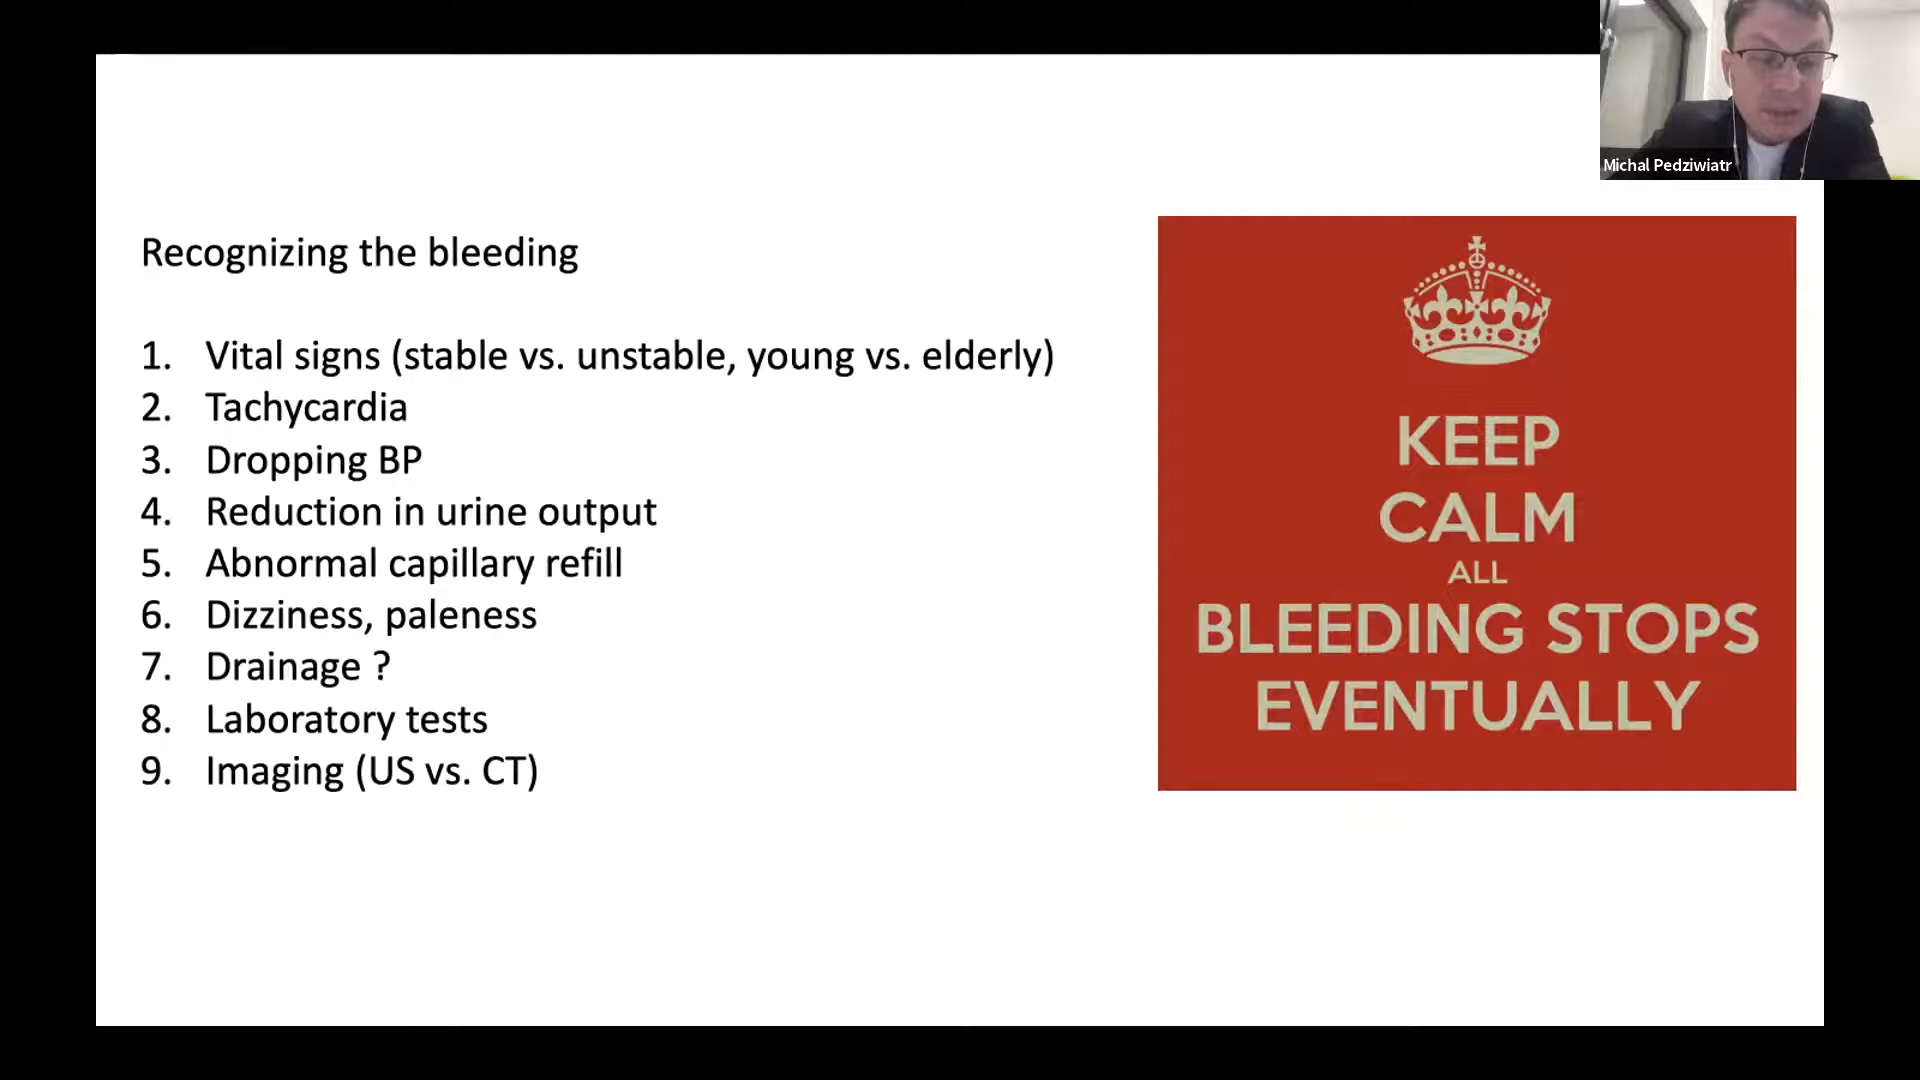 Michal Pedziwiatr
Recognizing the bleeding
1. Vital signs (stable vs. unstable, young vs. elderly)
2. Tachycardia
3. Dropping BP
4. Reduction in urine output
5. Abnormal capillary refill
6. Dizziness, paleness
7. Drainage ?
8. Laboratory tests
9. Imaging (US vs. CT)
KEEP
CALM
ALL
BLEEDING STOPS
EVENTUALLY